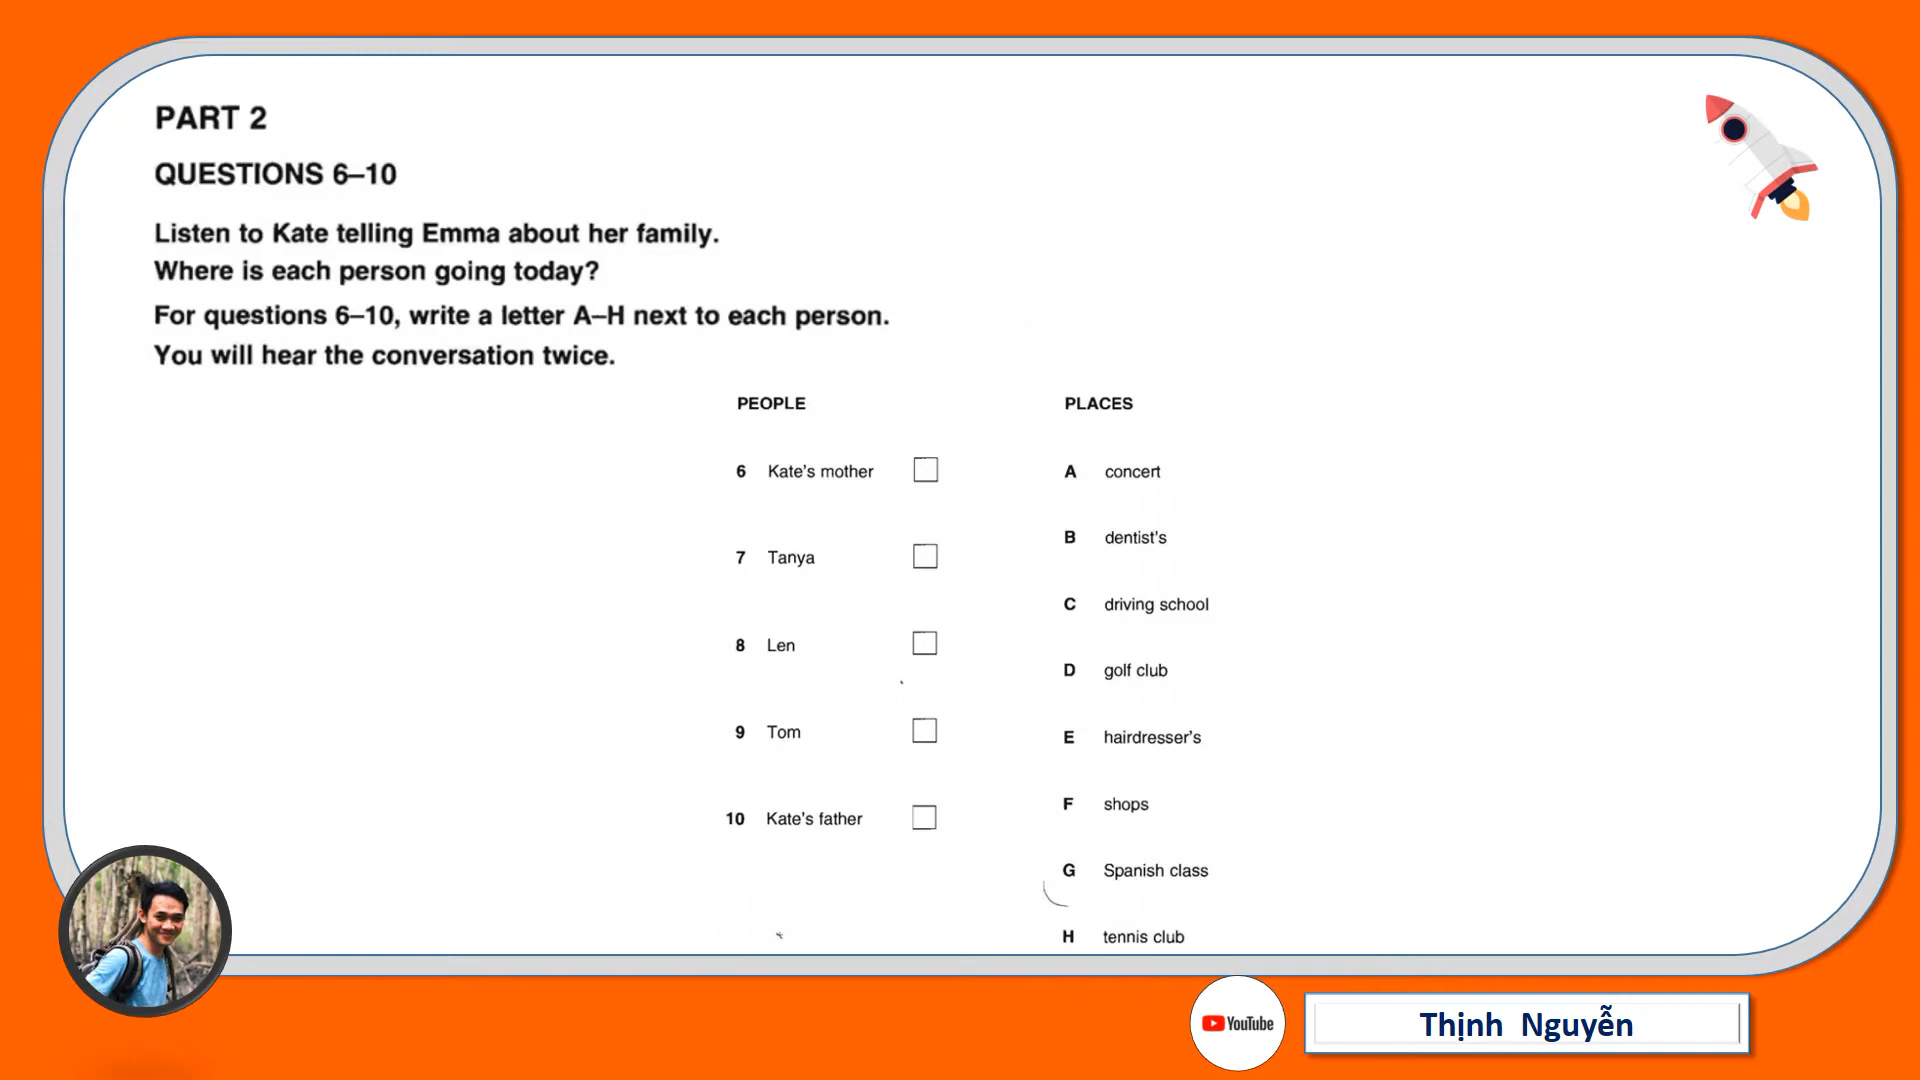 PART 2
QUESTIONS 6–10
Listen to Kate telling Emma about her family.
Where is each person going today?
For questions 6–10, write a letter A–H next to each person.
You will hear the conversation twice.
PEOPLE
6 Kate's mother
7 Tanya
8 Len
9 Tom
10 Kate's father
PLACES
A concert
B dentist's
C driving school
D golf club
E hairdresser's
F shops
G Spanish class
H tennis club
YouTube
Thịnh Nguyễn